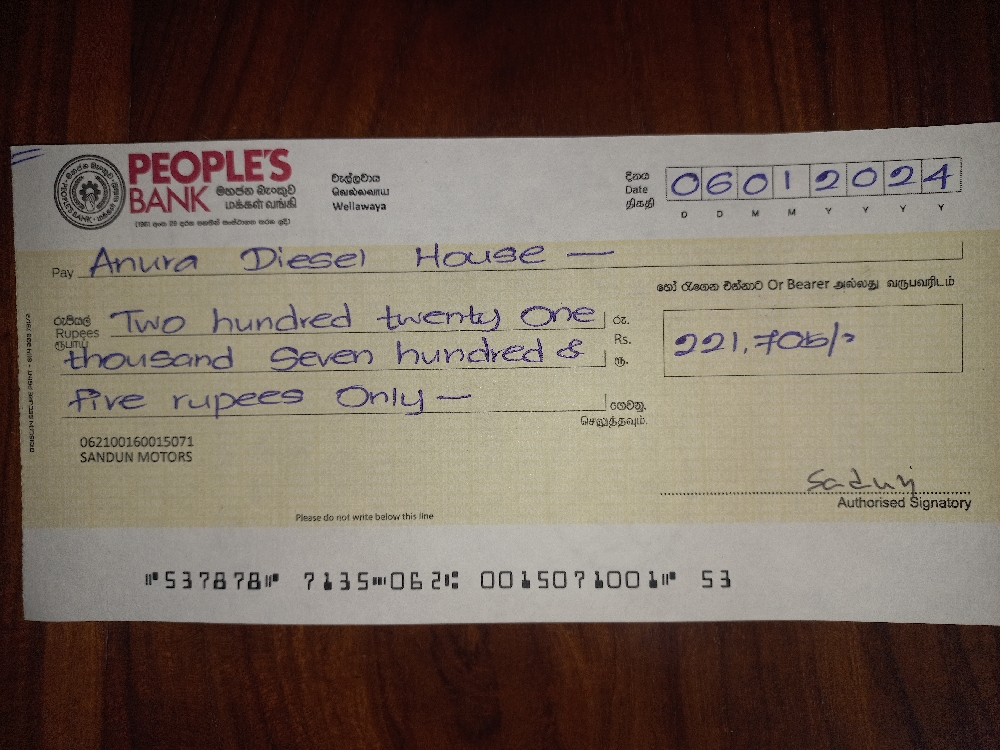 PEOPLE'S
BANK මහජන බැංකුව
மக்கள் வங்கி
වැල්ලවාය
வெல்லவாய
Wellawaya
දිනය
Date
திகதி
06012024
D D M M Y Y Y Y
Pay Anura Diesel House —
හෝ රැගෙන එන්නාට Or Bearer அல்லது வருபவரிடம்
රුපියල්
Rupees
ரூபாய்
Two hundred twenty One
thousand Seven hundred &
five rupees Only —
රු.
Rs.
ரூ.
221,705/=
ගෙවනු.
செலுத்தவும்.
062100160015071
SANDUN MOTORS
Authorised Signatory
Please do not write below this line
⑈537878⑈ 7135⑉062⑆ 0015071001⑈ 53